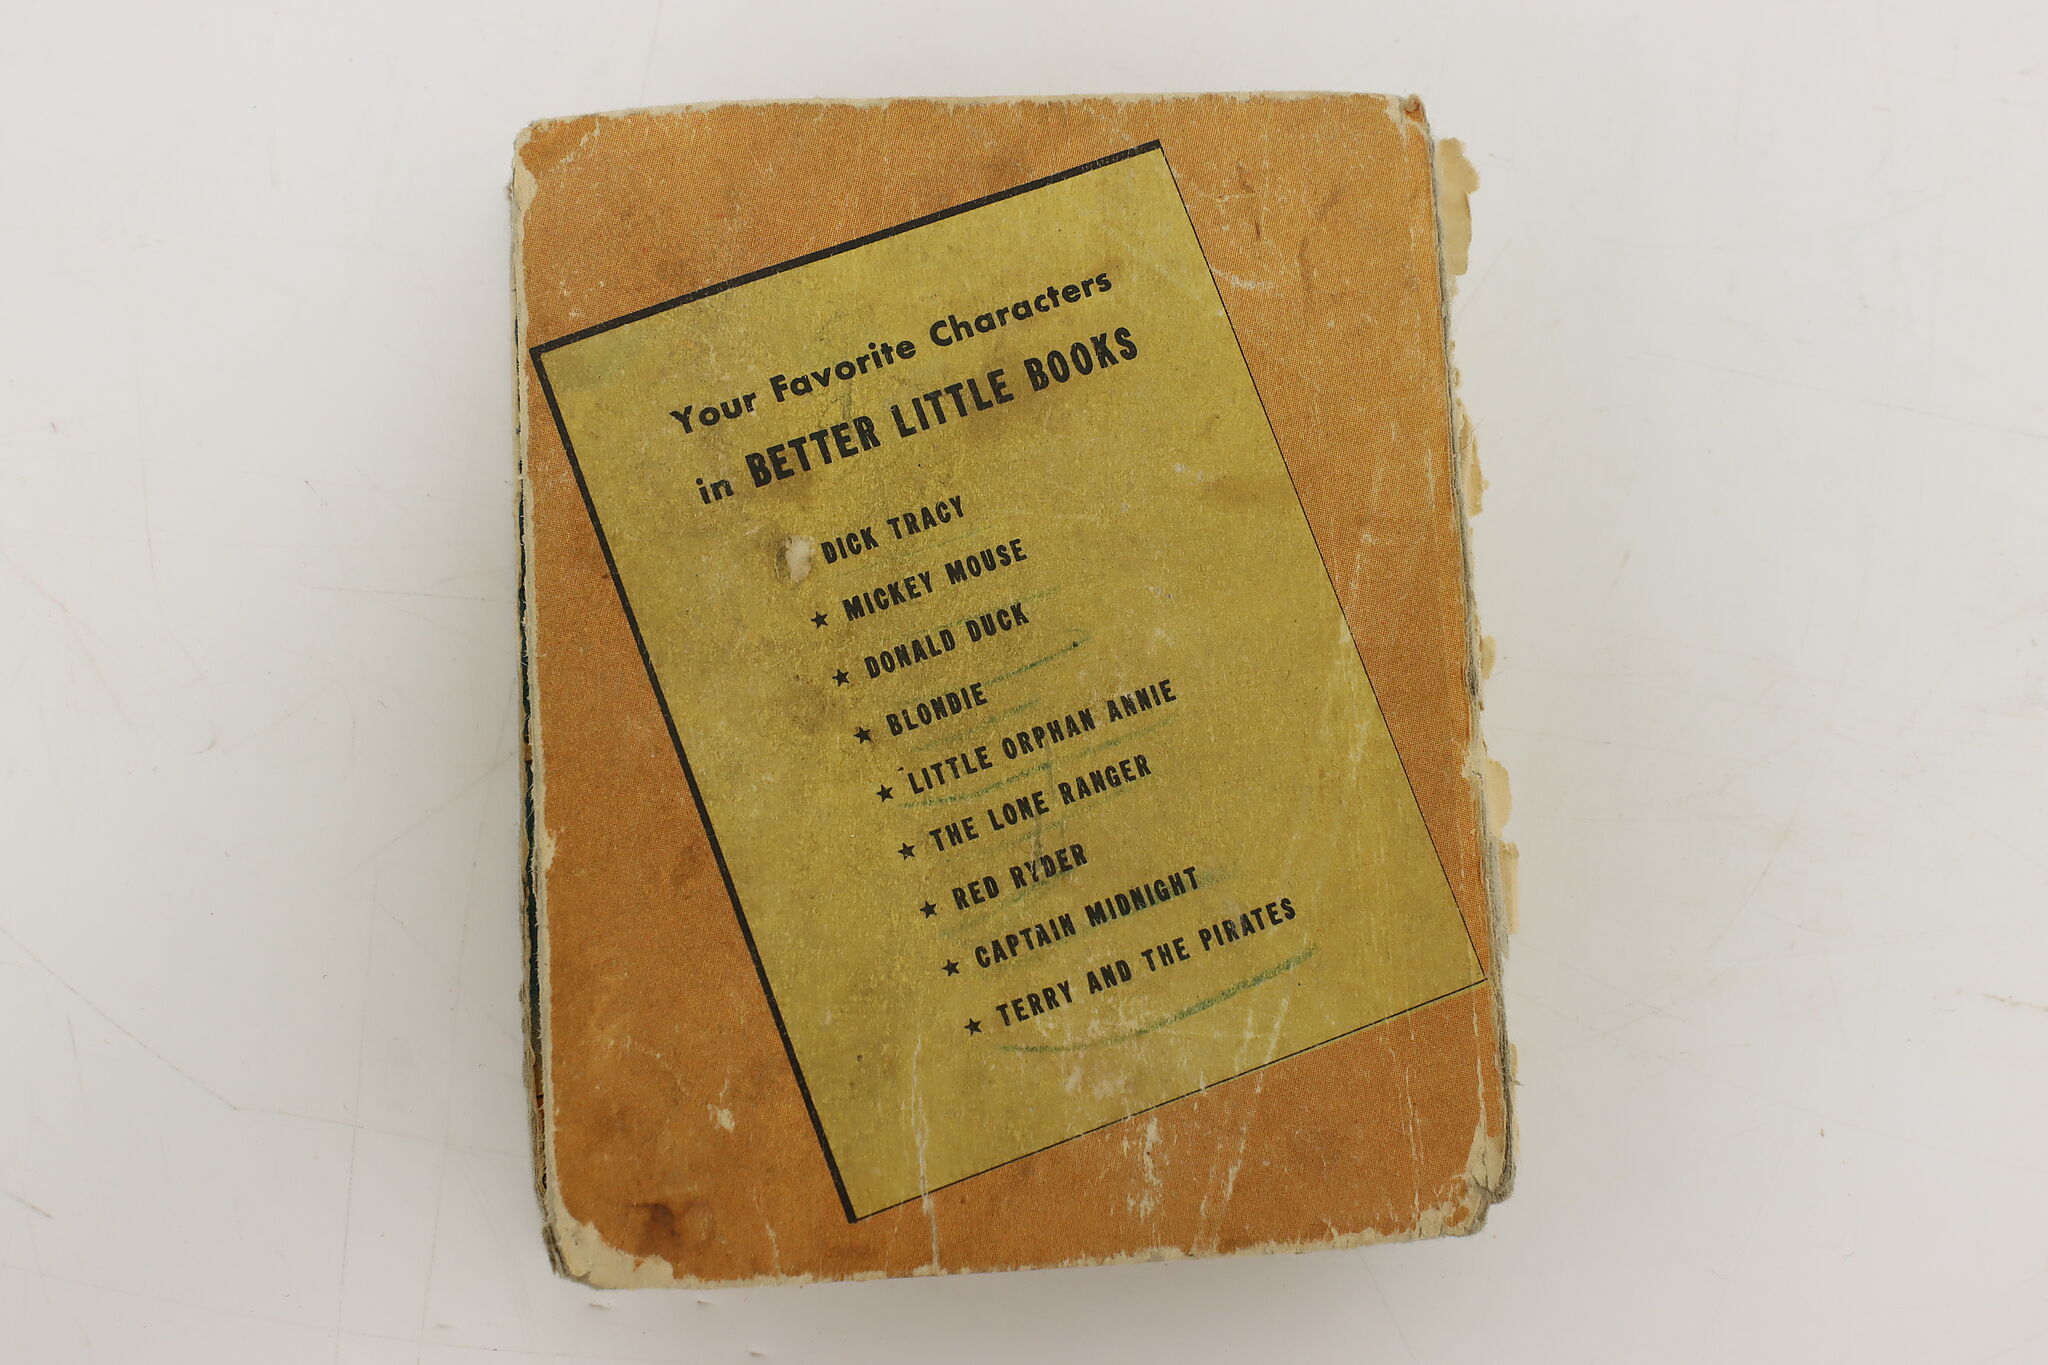 Your Favorite Characters
in BETTER LITTLE BOOKS
DICK TRACY
★ MICKEY MOUSE
★ DONALD DUCK
★ BLONDIE
★ LITTLE ORPHAN ANNIE
★ THE LONE RANGER
★ RED RYDER
★ CAPTAIN MIDNIGHT
★ TERRY AND THE PIRATES